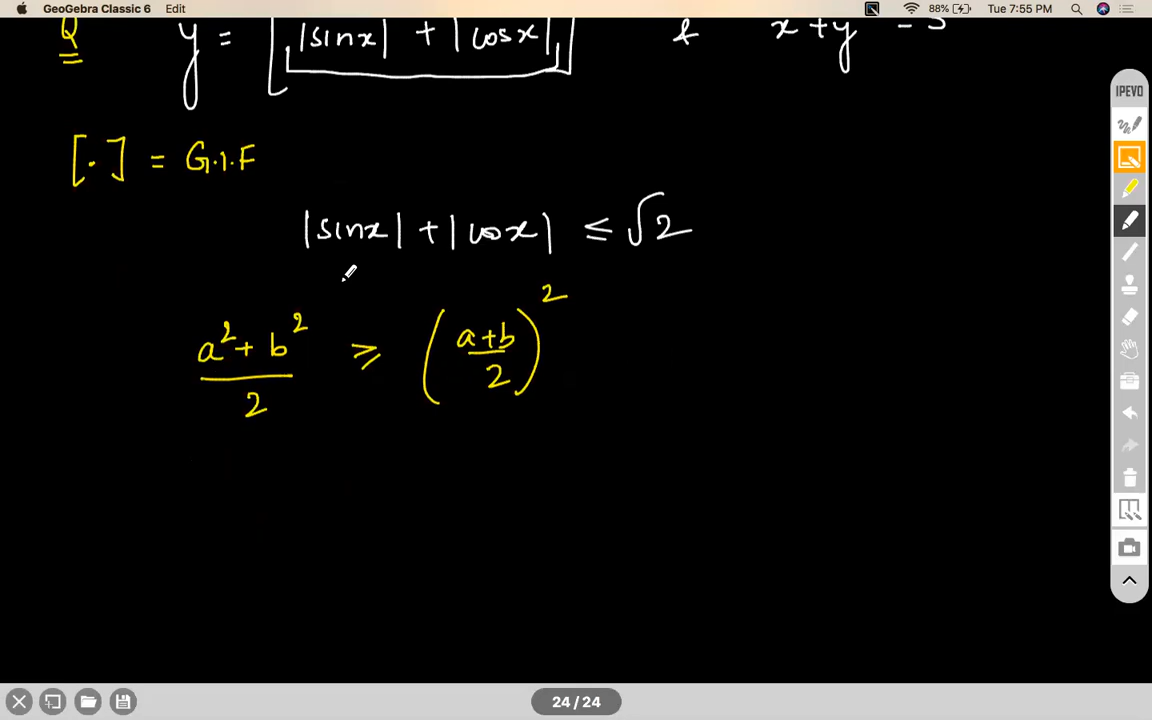 GeoGebra Classic 6 Edit 88% Tue 7:55 PM
Q y = [|sinx| + |cosx|] & x + y =
IPEVO
[·] = G.I.F
|sinx| + |cosx| ≤ √2
a² + b² / 2 ≥ (a+b / 2)²
24 / 24